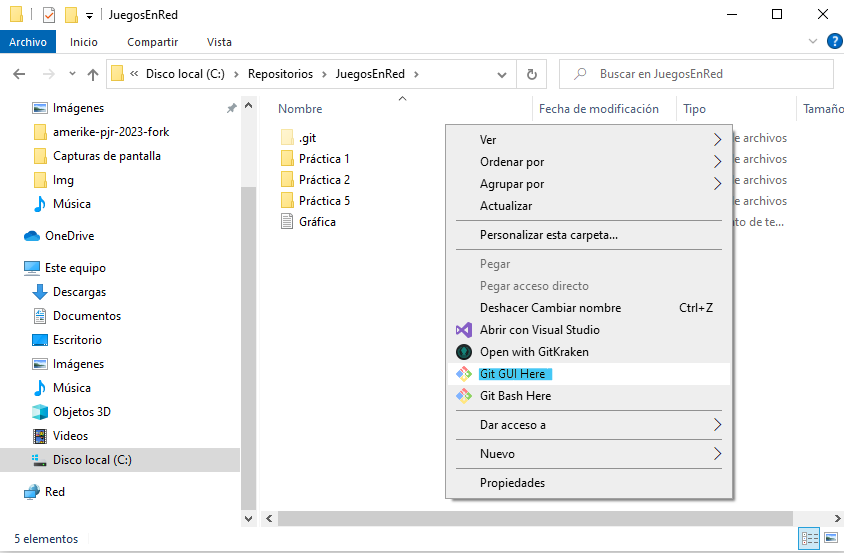 JuegosEnRed
Archivo Inicio Compartir Vista
« Disco local (C:) > Repositorios > JuegosEnRed >
Buscar en JuegosEnRed
Nombre Fecha de modificación Tipo Tamaño
Imágenes
amerike-pjr-2023-fork
Capturas de pantalla
Img
Música
OneDrive
Este equipo
Descargas
Documentos
Escritorio
Imágenes
Música
Objetos 3D
Videos
Disco local (C:)
Red
.git
Práctica 1
Práctica 2
Práctica 5
Gráfica
e archivos
e archivos
e archivos
e archivos
to de te...
Ver
Ordenar por
Agrupar por
Actualizar
Personalizar esta carpeta...
Pegar
Pegar acceso directo
Deshacer Cambiar nombre Ctrl+Z
Abrir con Visual Studio
Open with GitKraken
Git GUI Here
Git Bash Here
Dar acceso a
Nuevo
Propiedades
5 elementos